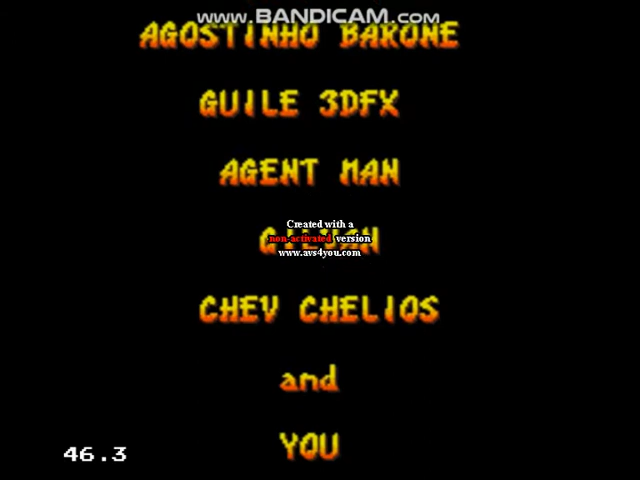 www.BANDICAM.com
AGOSTINHO BARONE
GUILE 3DFX
AGENT MAN
Created with a
non-activated version
www.avs4you.com
CHEV CHELIOS
and
YOU
46.3